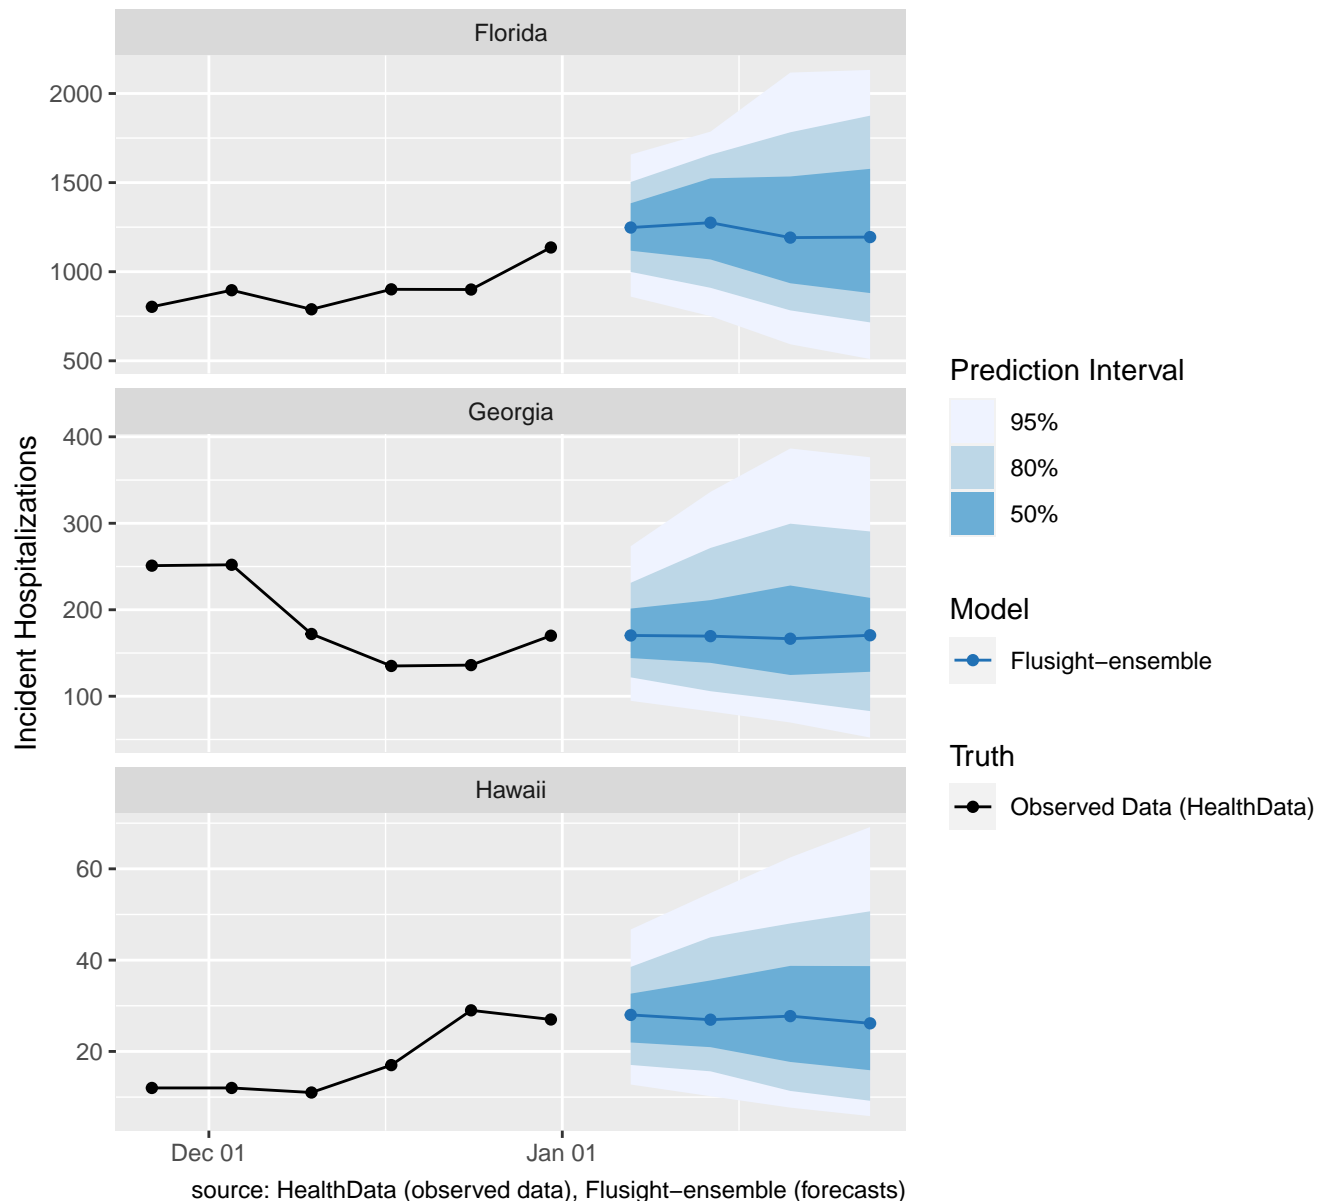 Florida
2000
1500
1000
500
Georgia
400
300
200
100
Hawaii
60
40
20
Incident Hospitalizations
Dec 01
Jan 01
source: HealthData (observed data), Flusight−ensemble (forecasts)
Prediction Interval
95%
80%
50%
Model
Flusight−ensemble
Truth
Observed Data (HealthData)